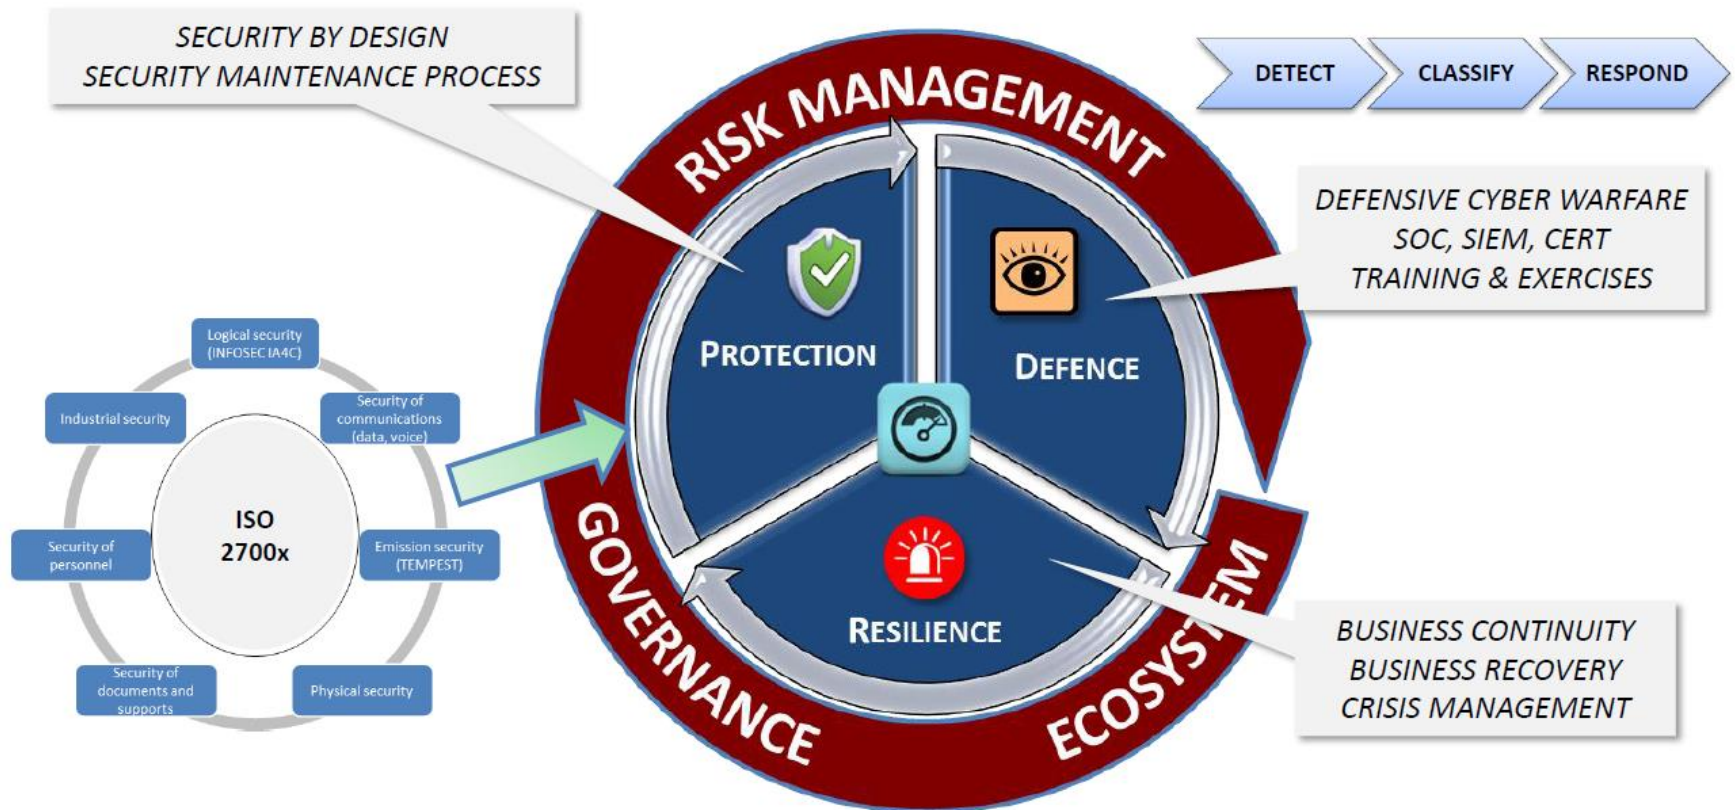 SECURITY BY DESIGN
SECURITY MAINTENANCE PROCESS
DETECT
CLASSIFY
RESPOND
RISK MANAGEMENT
DEFENSIVE CYBER WARFARE
SOC, SIEM, CERT
TRAINING & EXERCISES
PROTECTION
DEFENCE
Logical security
(INFOSEC IA4C)
Industrial security
Security of
communications
(data, voice)
ISO
2700x
Security of
personnel
Emission security
(TEMPEST)
Security of
documents and
supports
Physical security
GOVERNANCE
RESILIENCE
ECOSYSTEM
BUSINESS CONTINUITY
BUSINESS RECOVERY
CRISIS MANAGEMENT